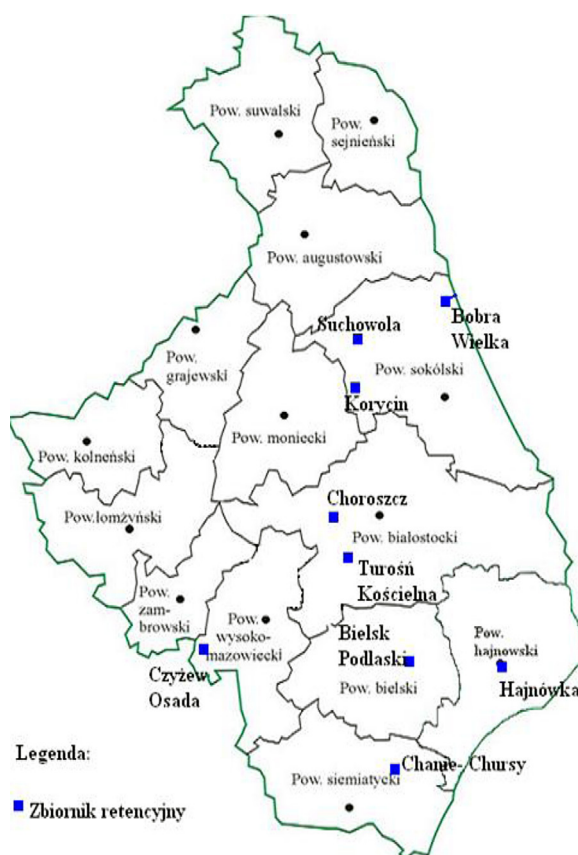 Pow. suwalski
Pow.
sejnieński
Pow. augustowski
Suchowola
Bobra
Wielka
Pow.
grajewski
Pow. sokólski
Korycin
Pow. moniecki
Pow. kolneński
Choroszcz
Pow.łomżyński
Pow. białostocki
Turośń
Kościelna
Pow.
zam-
browski
Pow.
wysoko-
mazowiecki
Bielsk
Podlaski
Pow.
hajnowski
Czyżew
Osada
Pow. bielski
Hajnówka
Legenda:
Chanie- Chursy
Pow. siemiatycki
Zbiornik retencyjny